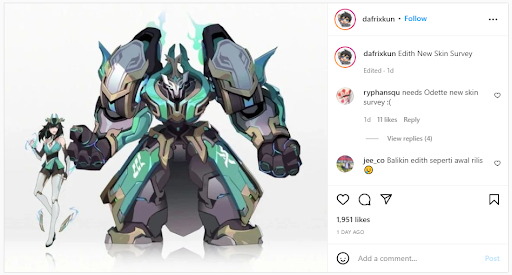 dafrixkun • Follow
dafrixkun Edith New Skin Survey
Edited · 1d
ryphansqu needs Odette new skin
survey :(
1d 11 likes Reply
View replies (4)
jee_co Balikin edith seperti awal rilis
1,951 likes
1 DAY AGO
Add a comment...
Post